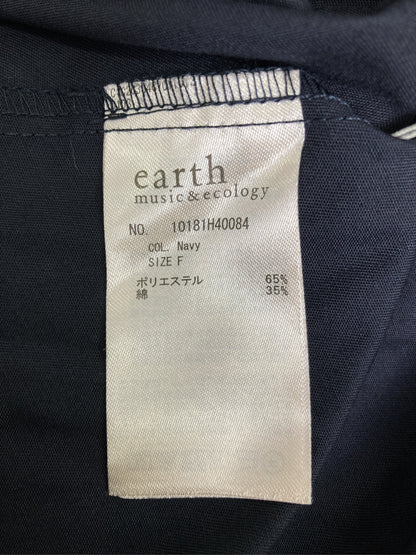 earth
music&ecology
NO. 10181H40084
COL. Navy
SIZE F
ポリエステル 65%
綿 35%